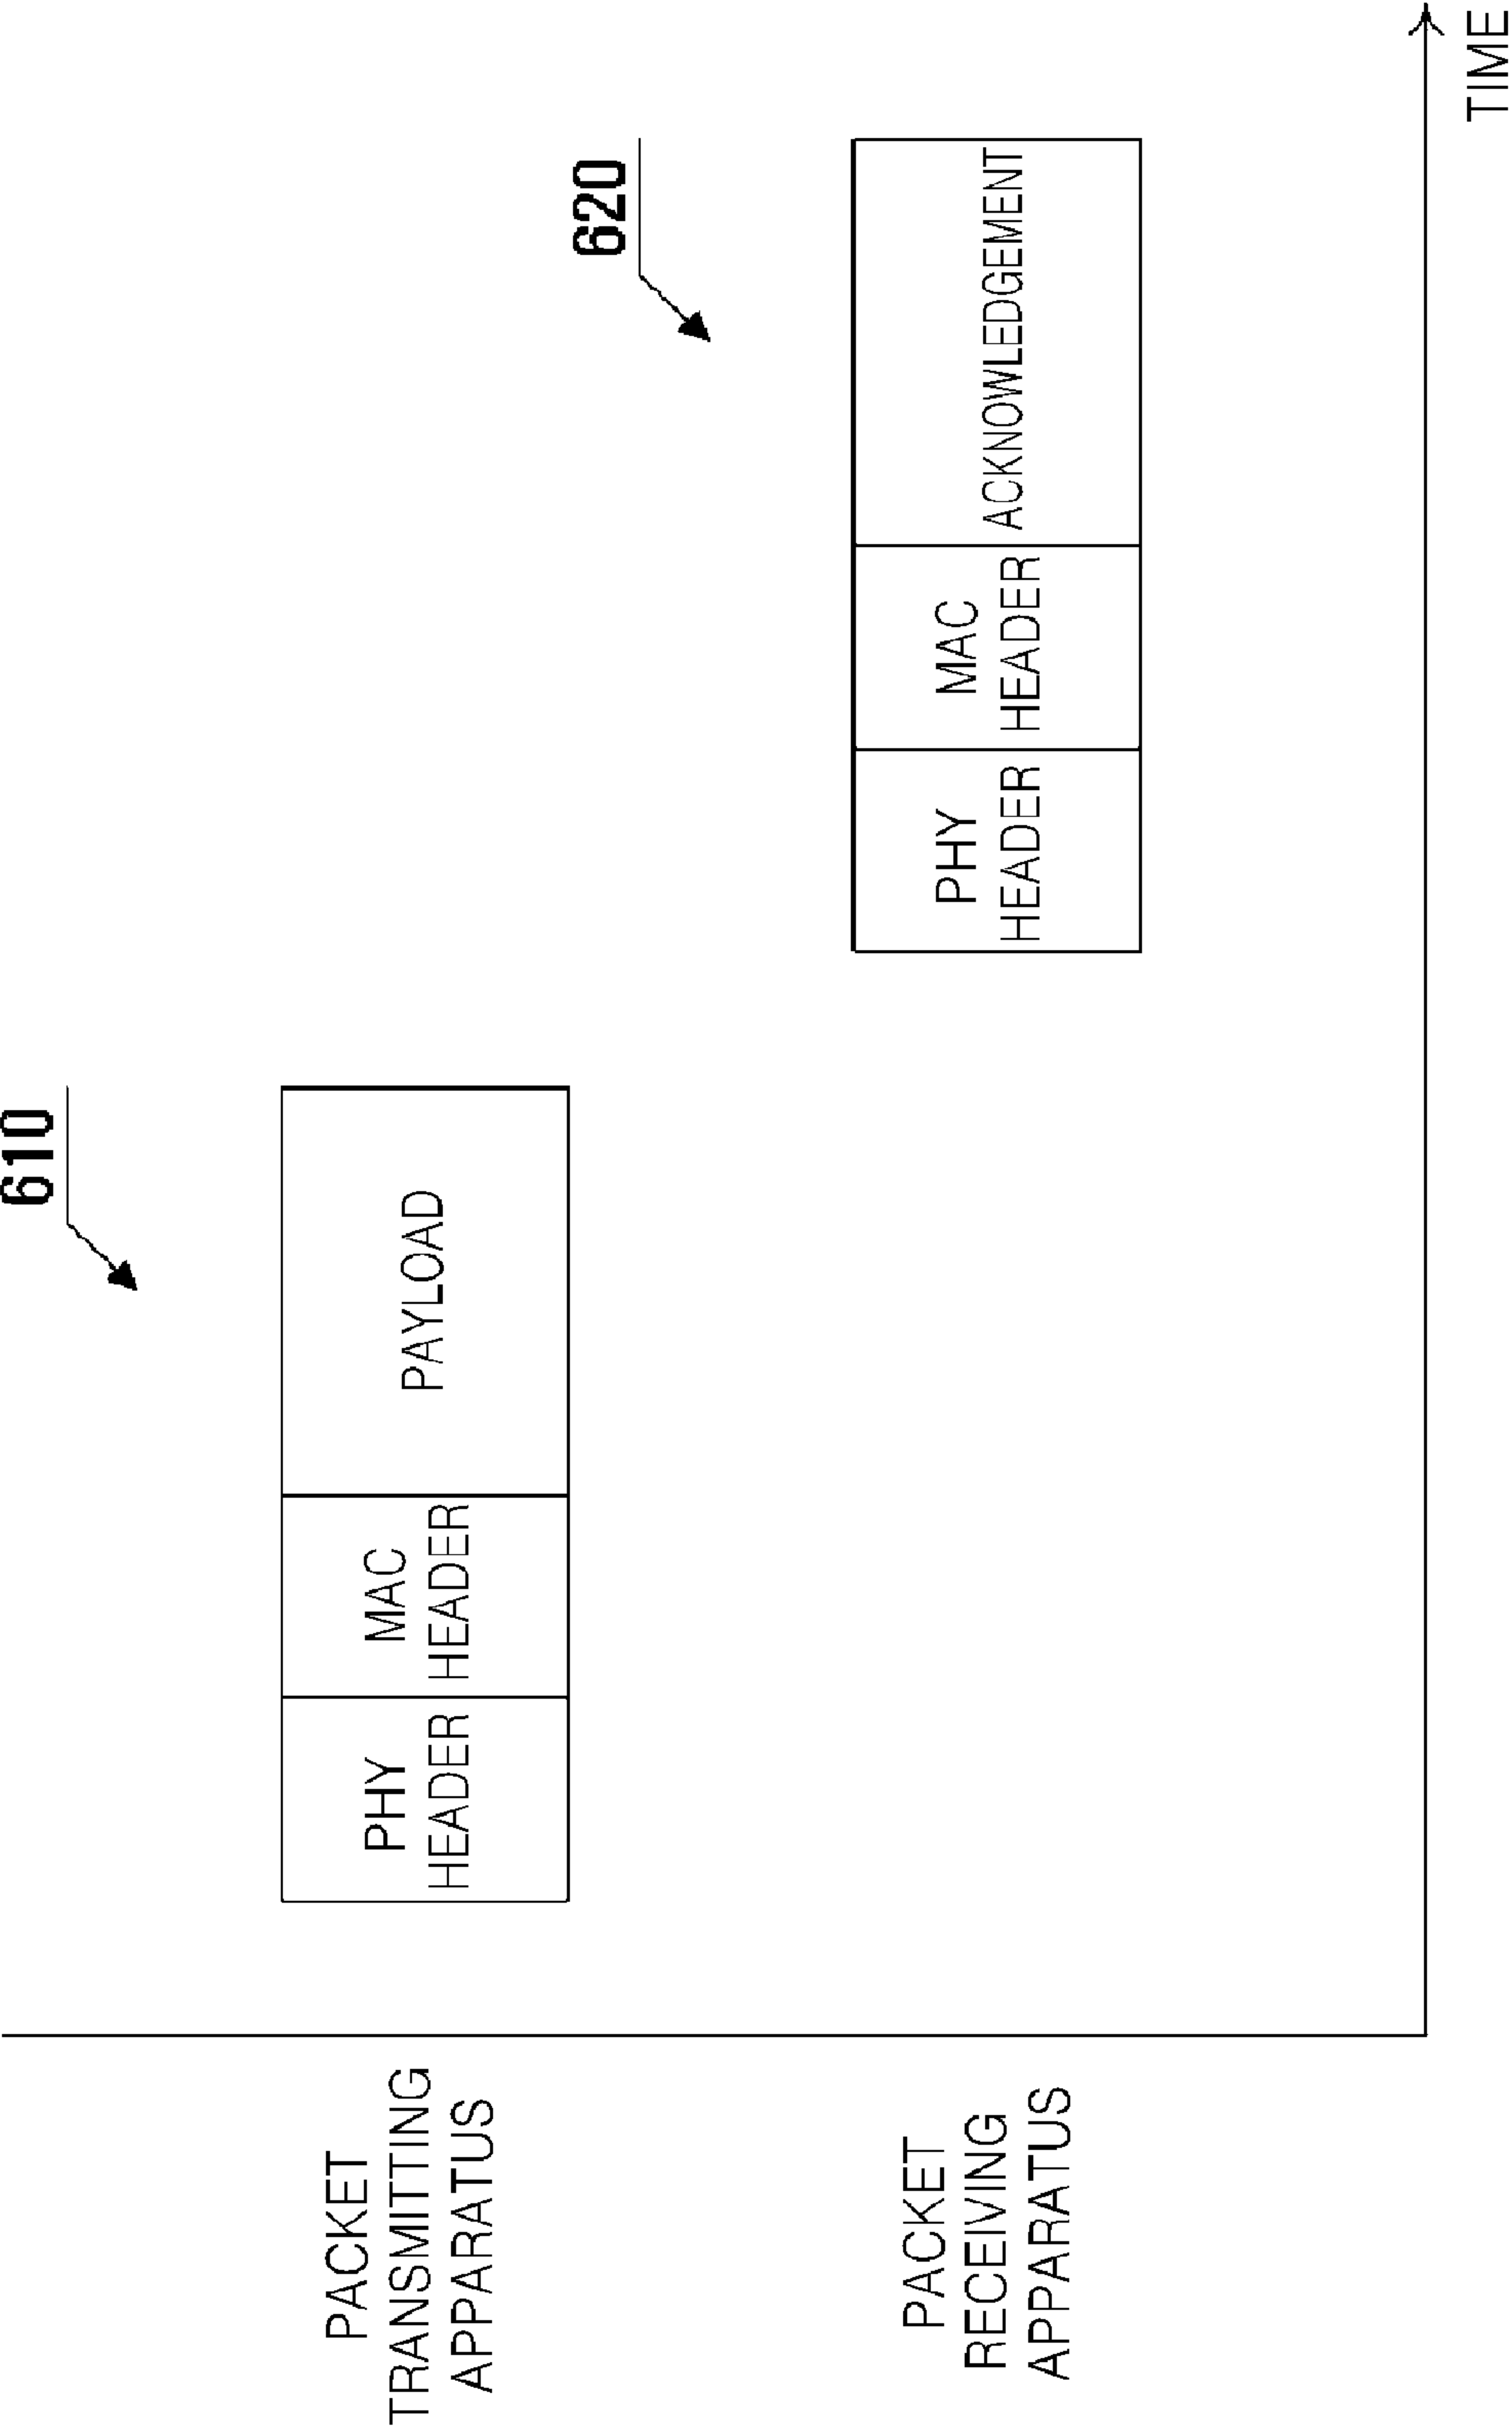 610
PACKET
TRANSMITTING
APPARATUS
PHY
HEADER
MAC
HEADER
PAYLOAD
620
PACKET
RECEIVING
APPARATUS
PHY
HEADER
MAC
HEADER
ACKNOWLEDGEMENT
TIME